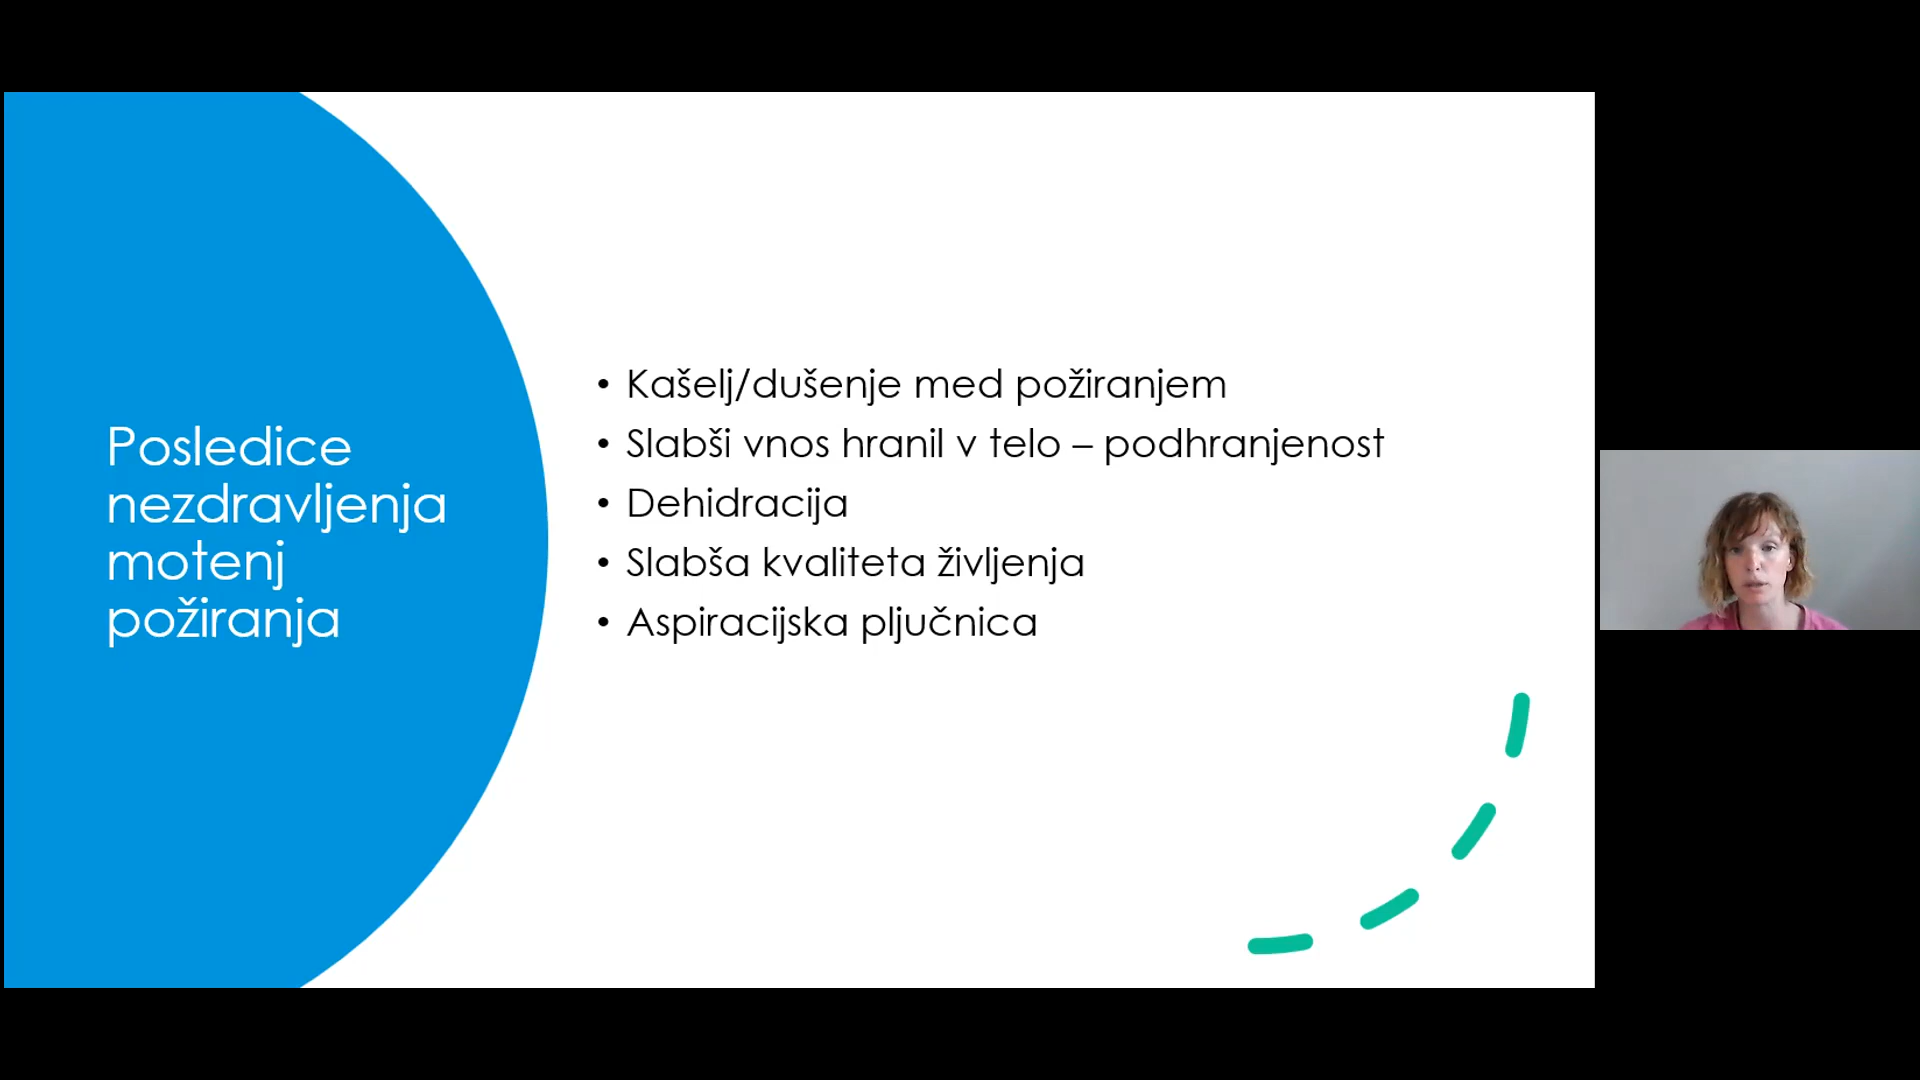 Posledice
nezdravljenja
motenj
požiranja
• Kašelj/dušenje med požiranjem
• Slabši vnos hranil v telo – podhranjenost
• Dehidracija
• Slabša kvaliteta življenja
• Aspiracijska pljučnica